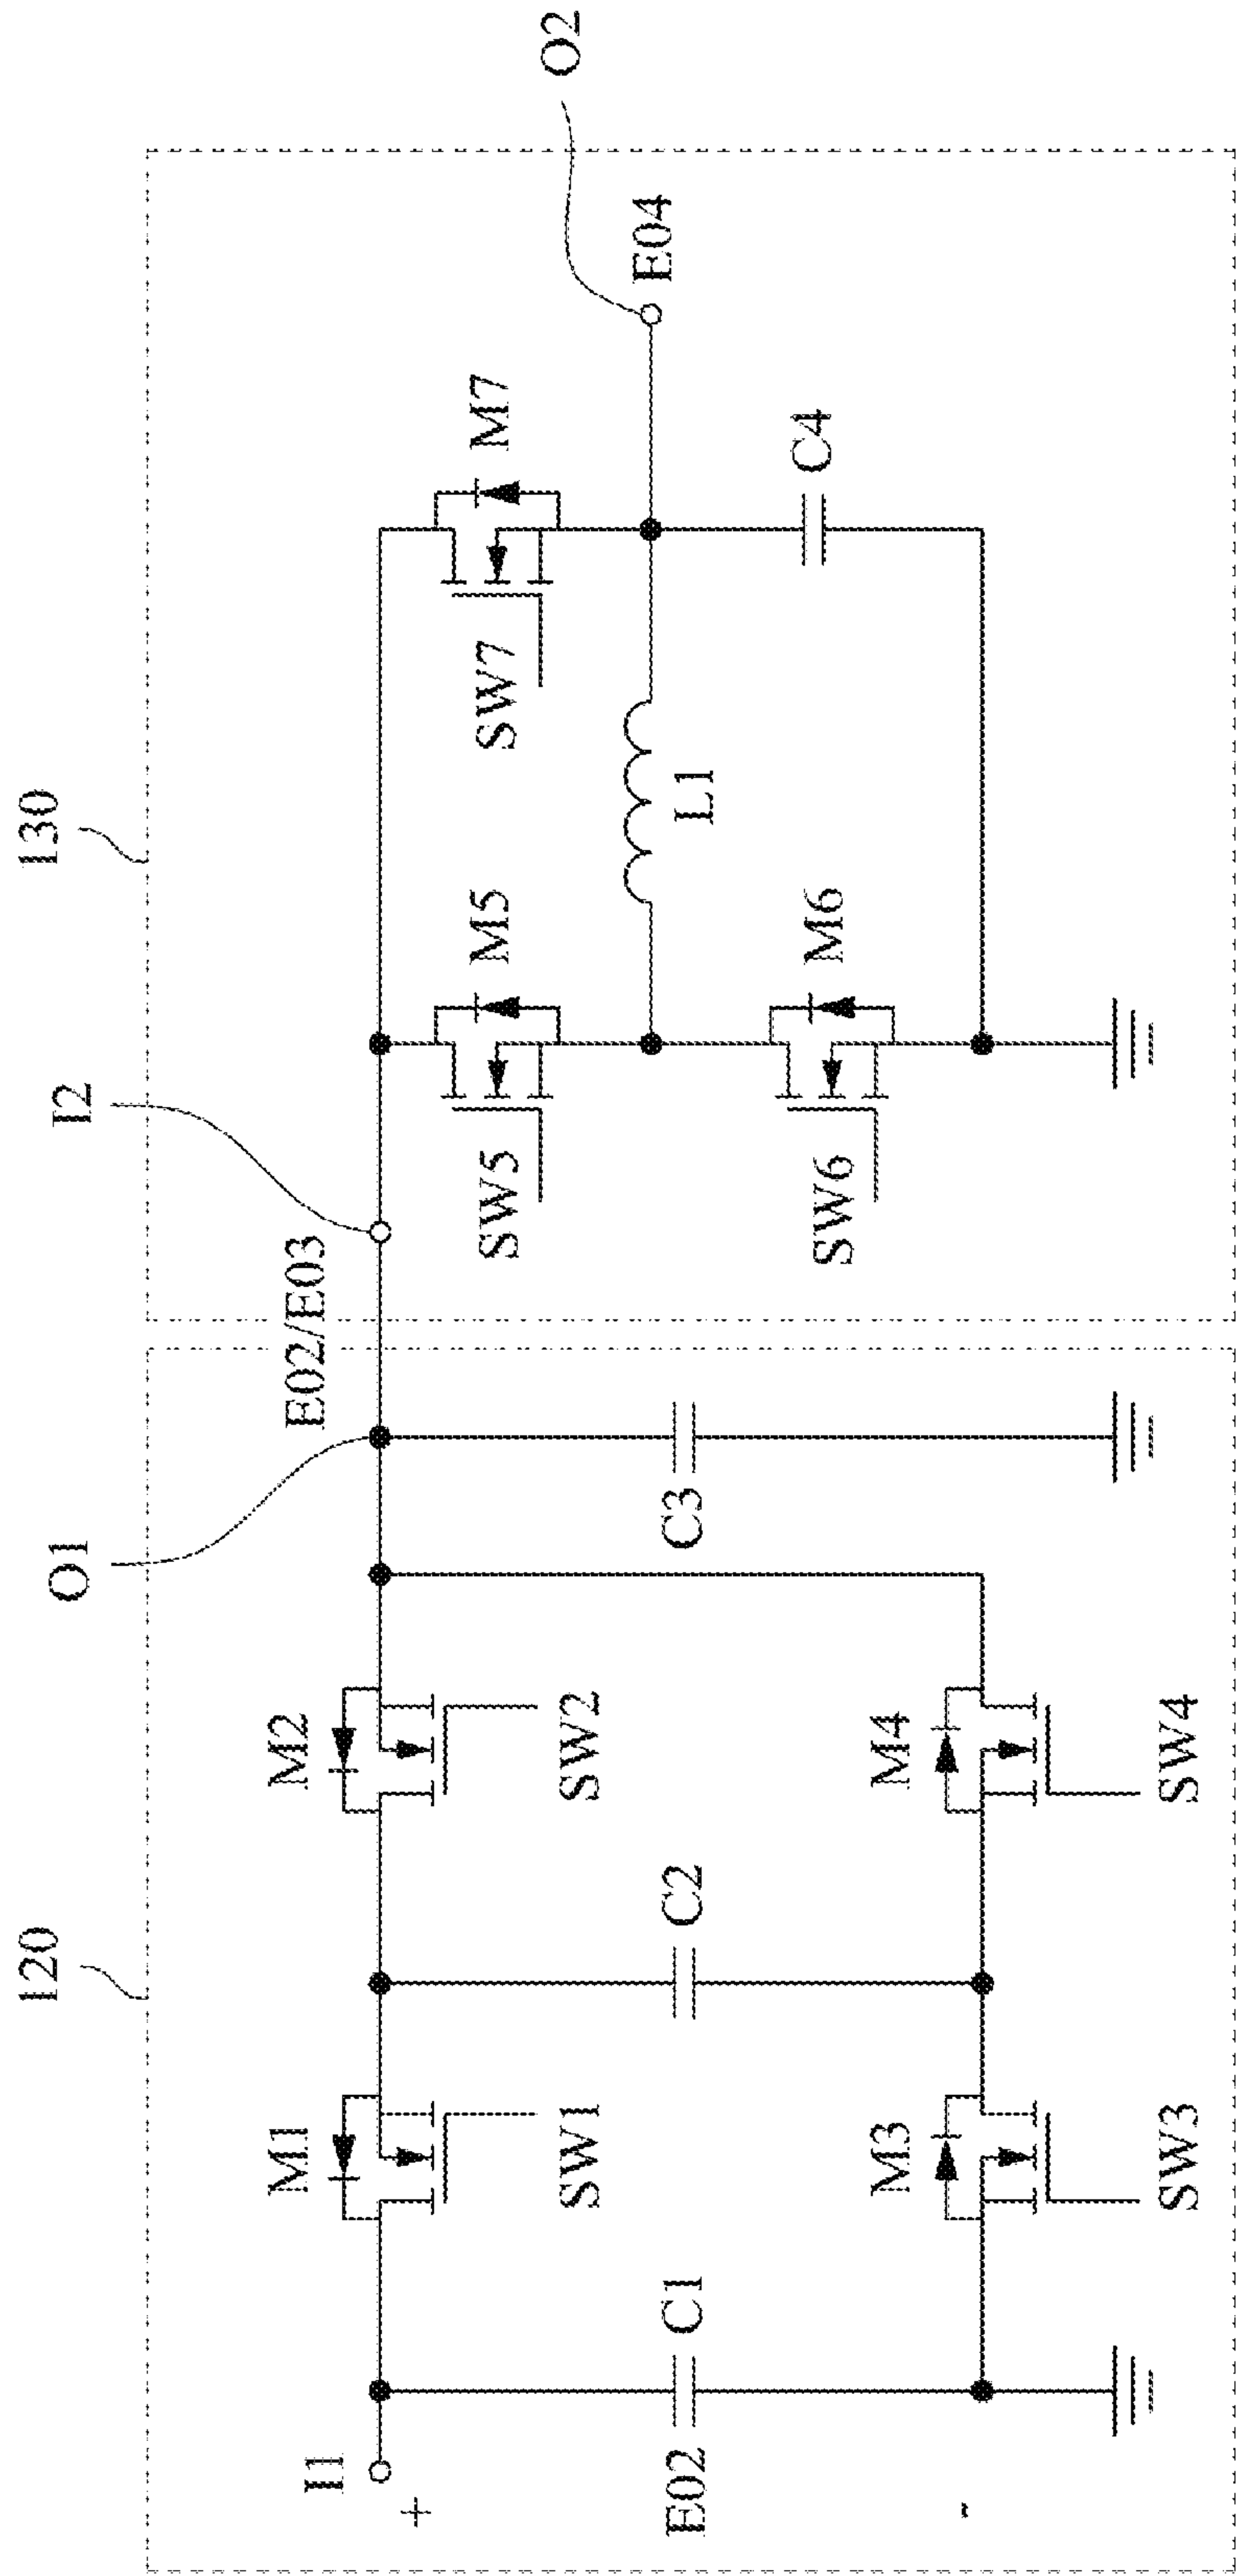 120
130
O1
I2
O2
I1
+
E02
-
C1
M1
SW1
M3
SW3
C2
M2
SW2
M4
SW4
C3
E02/E03
M5
SW5
M6
SW6
L1
M7
SW7
C4
E04